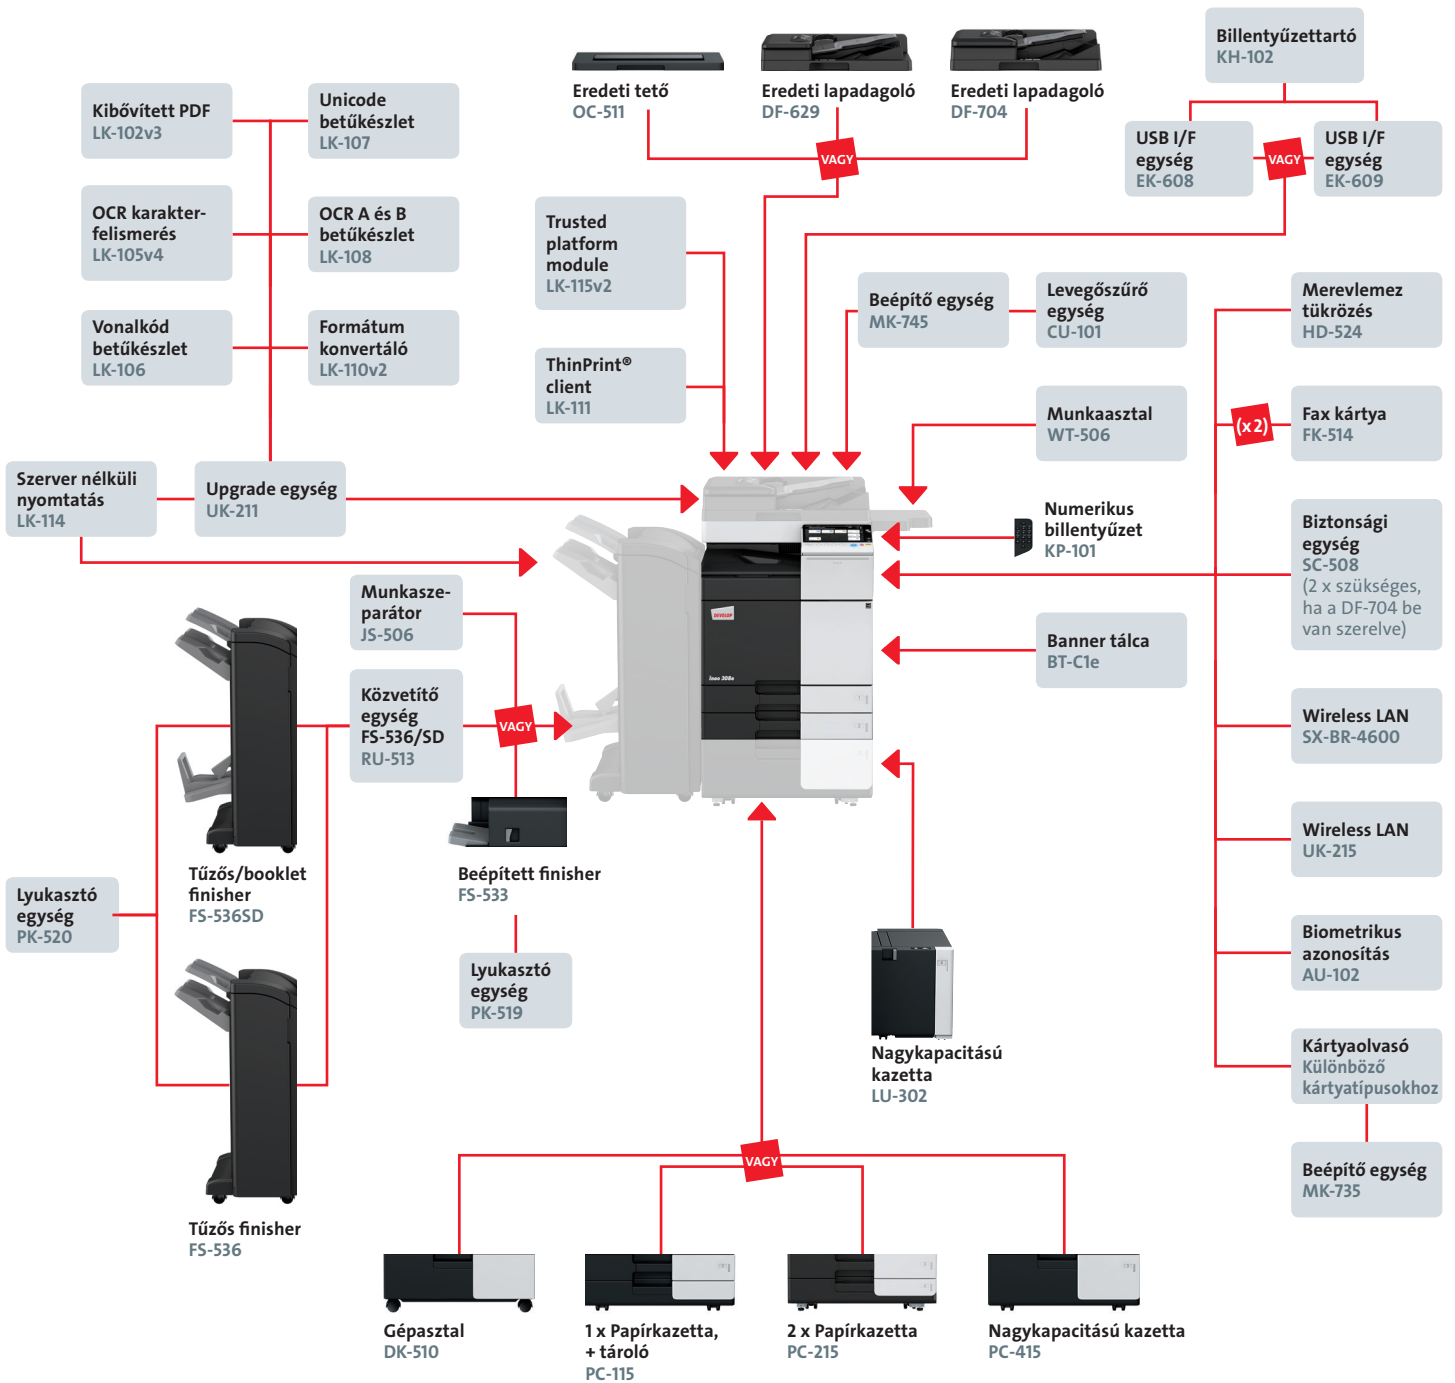 Billentyűzettartó
KH-102
Eredeti tető
OC-511
Eredeti lapadagoló
DF-629
Eredeti lapadagoló
DF-704
Kibővített PDF
LK-102v3
Unicode
betűkészlet
LK-107
VAGY
USB I/F
egység
EK-608
VAGY
USB I/F
egység
EK-609
OCR karakter-
felismerés
LK-105v4
OCR A és B
betűkészlet
LK-108
Trusted
platform
module
LK-115v2
Beépítő egység
MK-745
Levegőszűrő
egység
CU-101
Merevlemez
tükrözés
HD-524
Vonalkód
betűkészlet
LK-106
Formátum
konvertáló
LK-110v2
ThinPrint®
client
LK-111
Munkaasztal
WT-506
(x2)
Fax kártya
FK-514
Szerver nélküli
nyomtatás
LK-114
Upgrade egység
UK-211
Numerikus
billentyűzet
KP-101
Biztonsági
egység
SC-508
(2 x szükséges,
ha a DF-704 be
van szerelve)
Munkasze-
parátor
JS-506
DEVELOP
ineo 308e
Banner tálca
BT-C1e
Közvetítő
egység
FS-536/SD
RU-513
VAGY
Wireless LAN
SX-BR-4600
Wireless LAN
UK-215
Tűzős/booklet
finisher
FS-536SD
Beépített finisher
FS-533
Lyukasztó
egység
PK-520
Biometrikus
azonosítás
AU-102
Lyukasztó
egység
PK-519
Nagykapacitású
kazetta
LU-302
Kártyaolvasó
Különböző
kártyatípusokhoz
VAGY
Beépítő egység
MK-735
Tűzős finisher
FS-536
Gépasztal
DK-510
1 x Papírkazetta,
+ tároló
PC-115
2 x Papírkazetta
PC-215
Nagykapacitású kazetta
PC-415